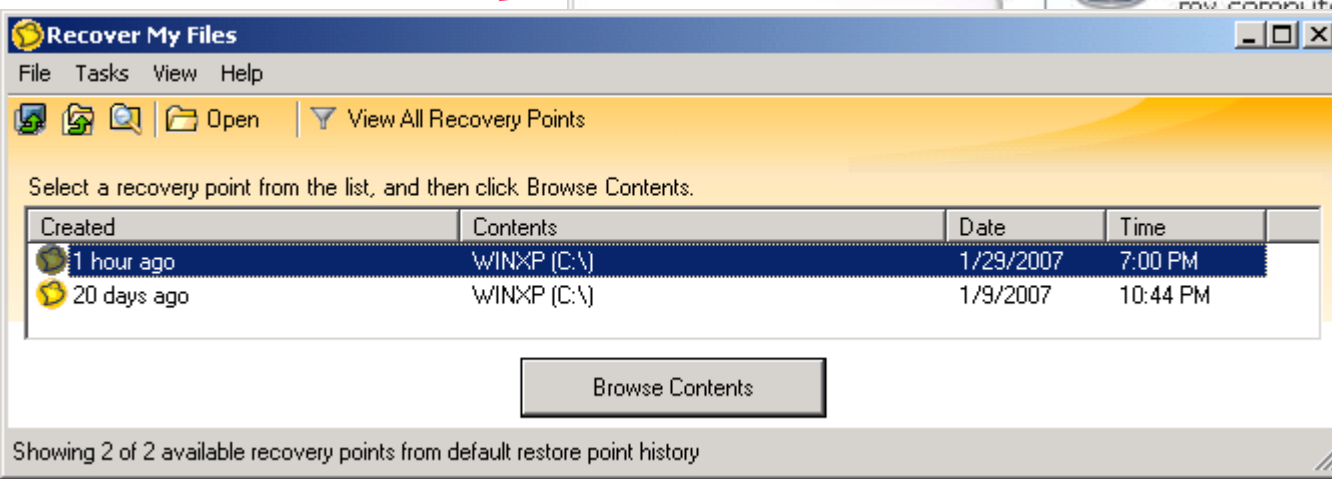 my compute
Recover My Files
File Tasks View Help
Open View All Recovery Points
Select a recovery point from the list, and then click Browse Contents.
Created Contents Date Time
1 hour ago WINXP (C:\) 1/29/2007 7:00 PM
20 days ago WINXP (C:\) 1/9/2007 10:44 PM
Browse Contents
Showing 2 of 2 available recovery points from default restore point history